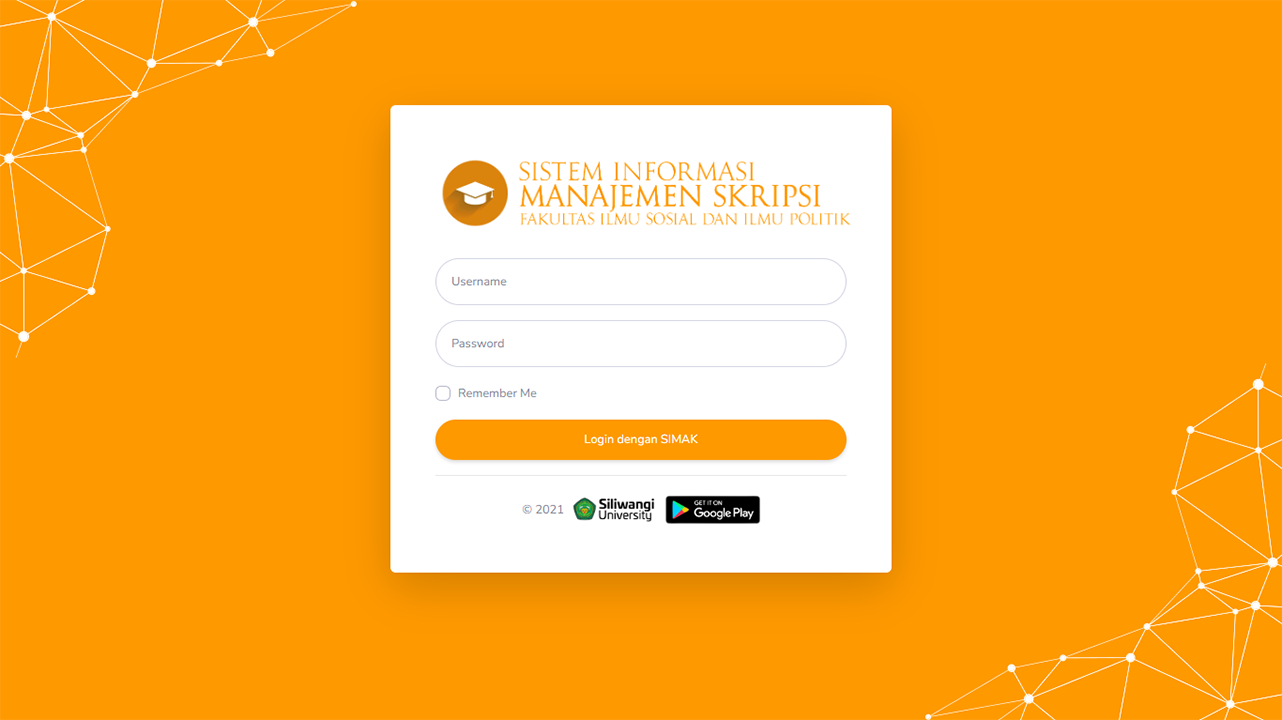 SISTEM INFORMASI
MANAJEMEN SKRIPSI
FAKULTAS ILMU SOSIAL DAN ILMU POLITIK
Username
Password
Remember Me
Login dengan SIMAK
© 2021 Siliwangi University GET IT ON Google Play